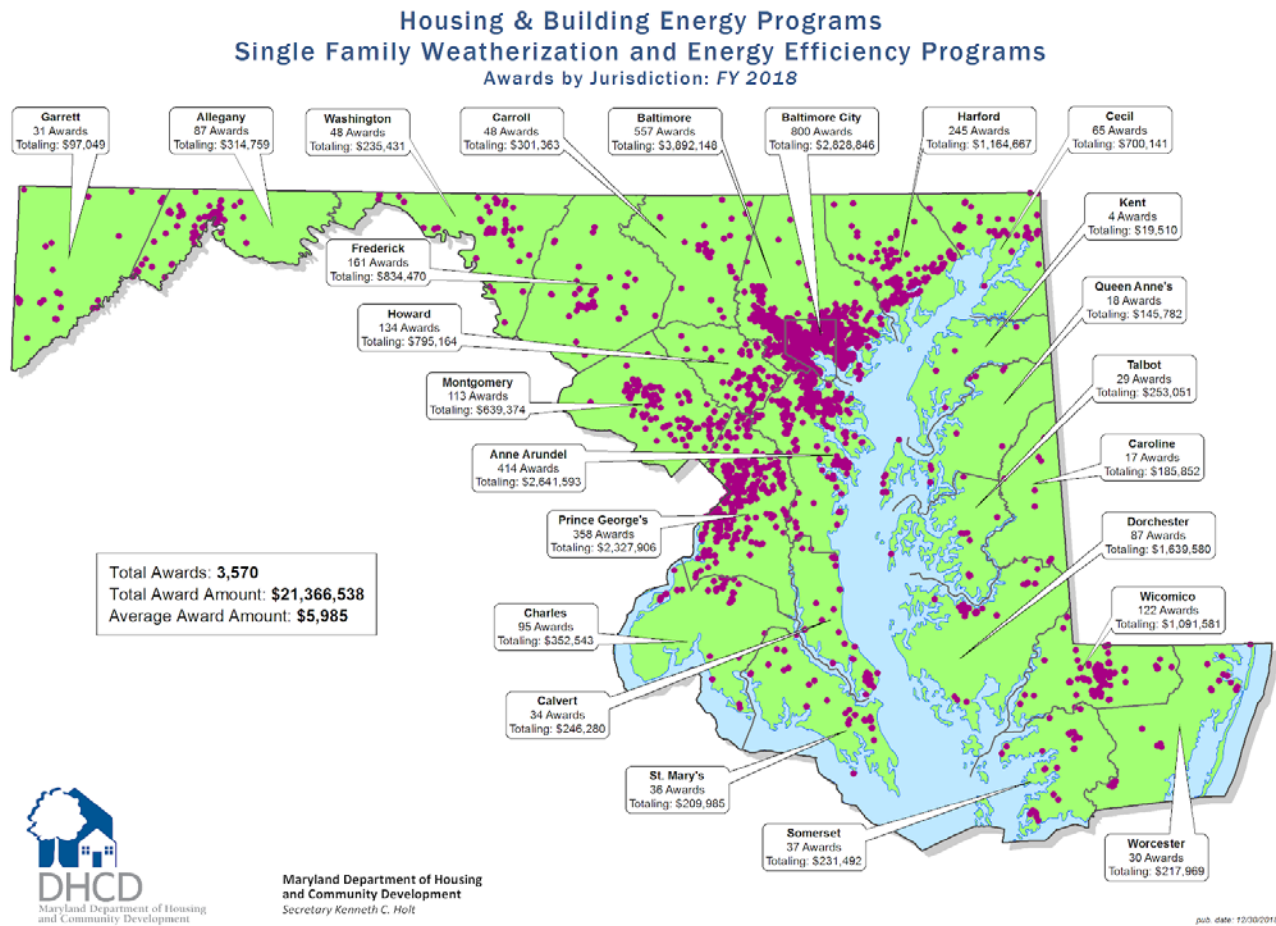 Housing & Building Energy Programs
Single Family Weatherization and Energy Efficiency Programs
Awards by Jurisdiction: FY 2018
Garrett
31 Awards
Totaling: $97,049
Allegany
87 Awards
Totaling: $314,759
Washington
48 Awards
Totaling: $235,431
Carroll
48 Awards
Totaling: $301,363
Baltimore
557 Awards
Totaling: $3,892,148
Baltimore City
800 Awards
Totaling: $2,828,846
Harford
245 Awards
Totaling: $1,164,667
Cecil
65 Awards
Totaling: $700,141
Kent
4 Awards
Totaling: $19,510
Frederick
161 Awards
Totaling: $834,470
Queen Anne's
18 Awards
Totaling: $145,782
Howard
134 Awards
Totaling: $795,164
Talbot
29 Awards
Totaling: $253,051
Montgomery
113 Awards
Totaling: $639,374
Caroline
17 Awards
Totaling: $185,852
Anne Arundel
414 Awards
Totaling: $2,641,593
Prince George's
358 Awards
Totaling: $2,327,906
Dorchester
87 Awards
Totaling: $1,639,580
Total Awards: 3,570
Total Award Amount: $21,366,538
Average Award Amount: $5,985
Wicomico
122 Awards
Totaling: $1,091,581
Charles
95 Awards
Totaling: $352,543
Calvert
34 Awards
Totaling: $246,280
St. Mary's
36 Awards
Totaling: $209,985
Somerset
37 Awards
Totaling: $231,492
Worcester
30 Awards
Totaling: $217,969
DHCD
Maryland Department of Housing
and Community Development
Maryland Department of Housing
and Community Development
Secretary Kenneth C. Holt
pub. date: 12/30/2018